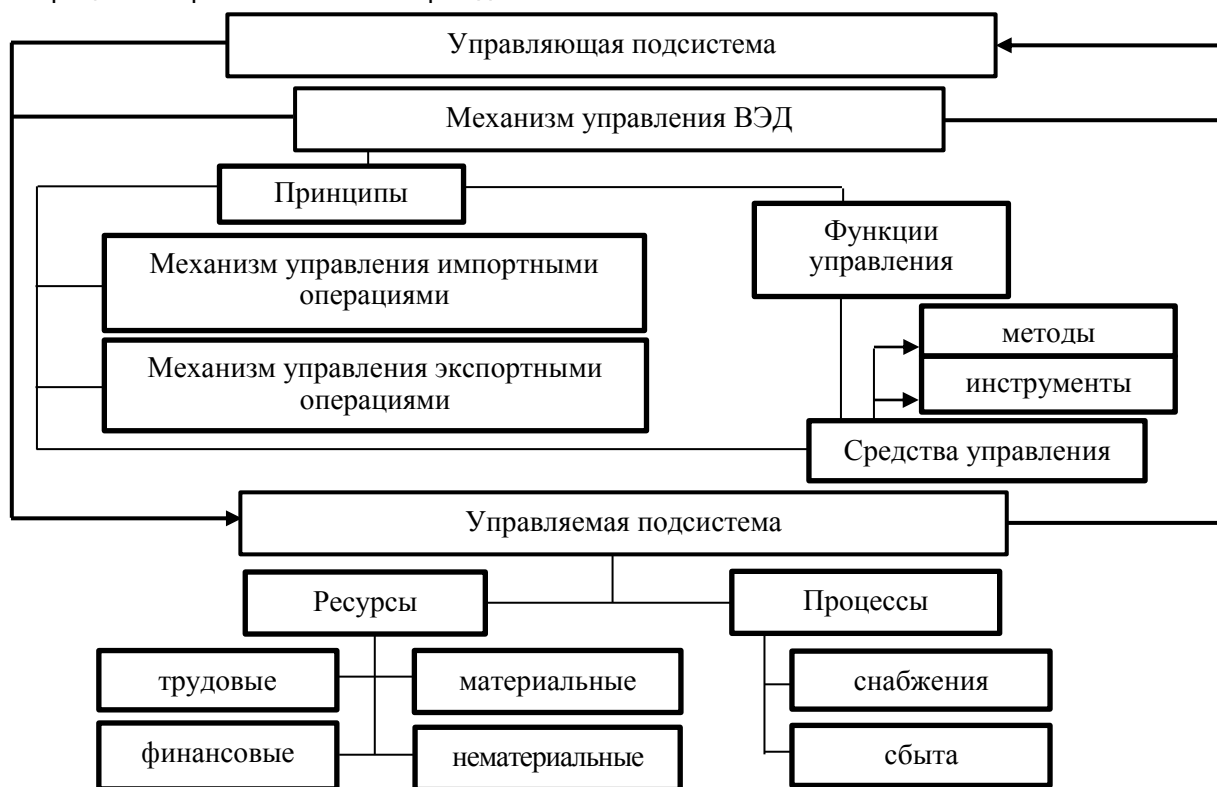 Управляющая подсистема
Механизм управления ВЭД
Принципы
Функции
управления
Механизм управления импортными
операциями
методы
Механизм управления экспортными
операциями
инструменты
Средства управления
Управляемая подсистема
Ресурсы
Процессы
трудовые
материальные
снабжения
финансовые
нематериальные
сбыта